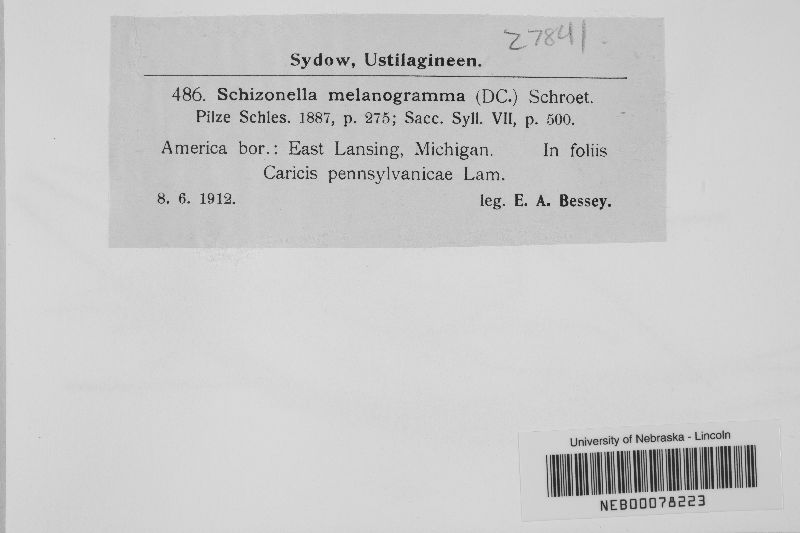 Z7841
Sydow, Ustilagineen.
486. Schizonella melanogramma (DC.) Schroet.
Pilze Schles. 1887, p. 275; Sacc. Syll. VII, p. 500.
America bor.: East Lansing, Michigan. In foliis
Caricis pennsylvanicae Lam.
8. 6. 1912. leg. E. A. Bessey.
University of Nebraska - Lincoln
NEB00078223